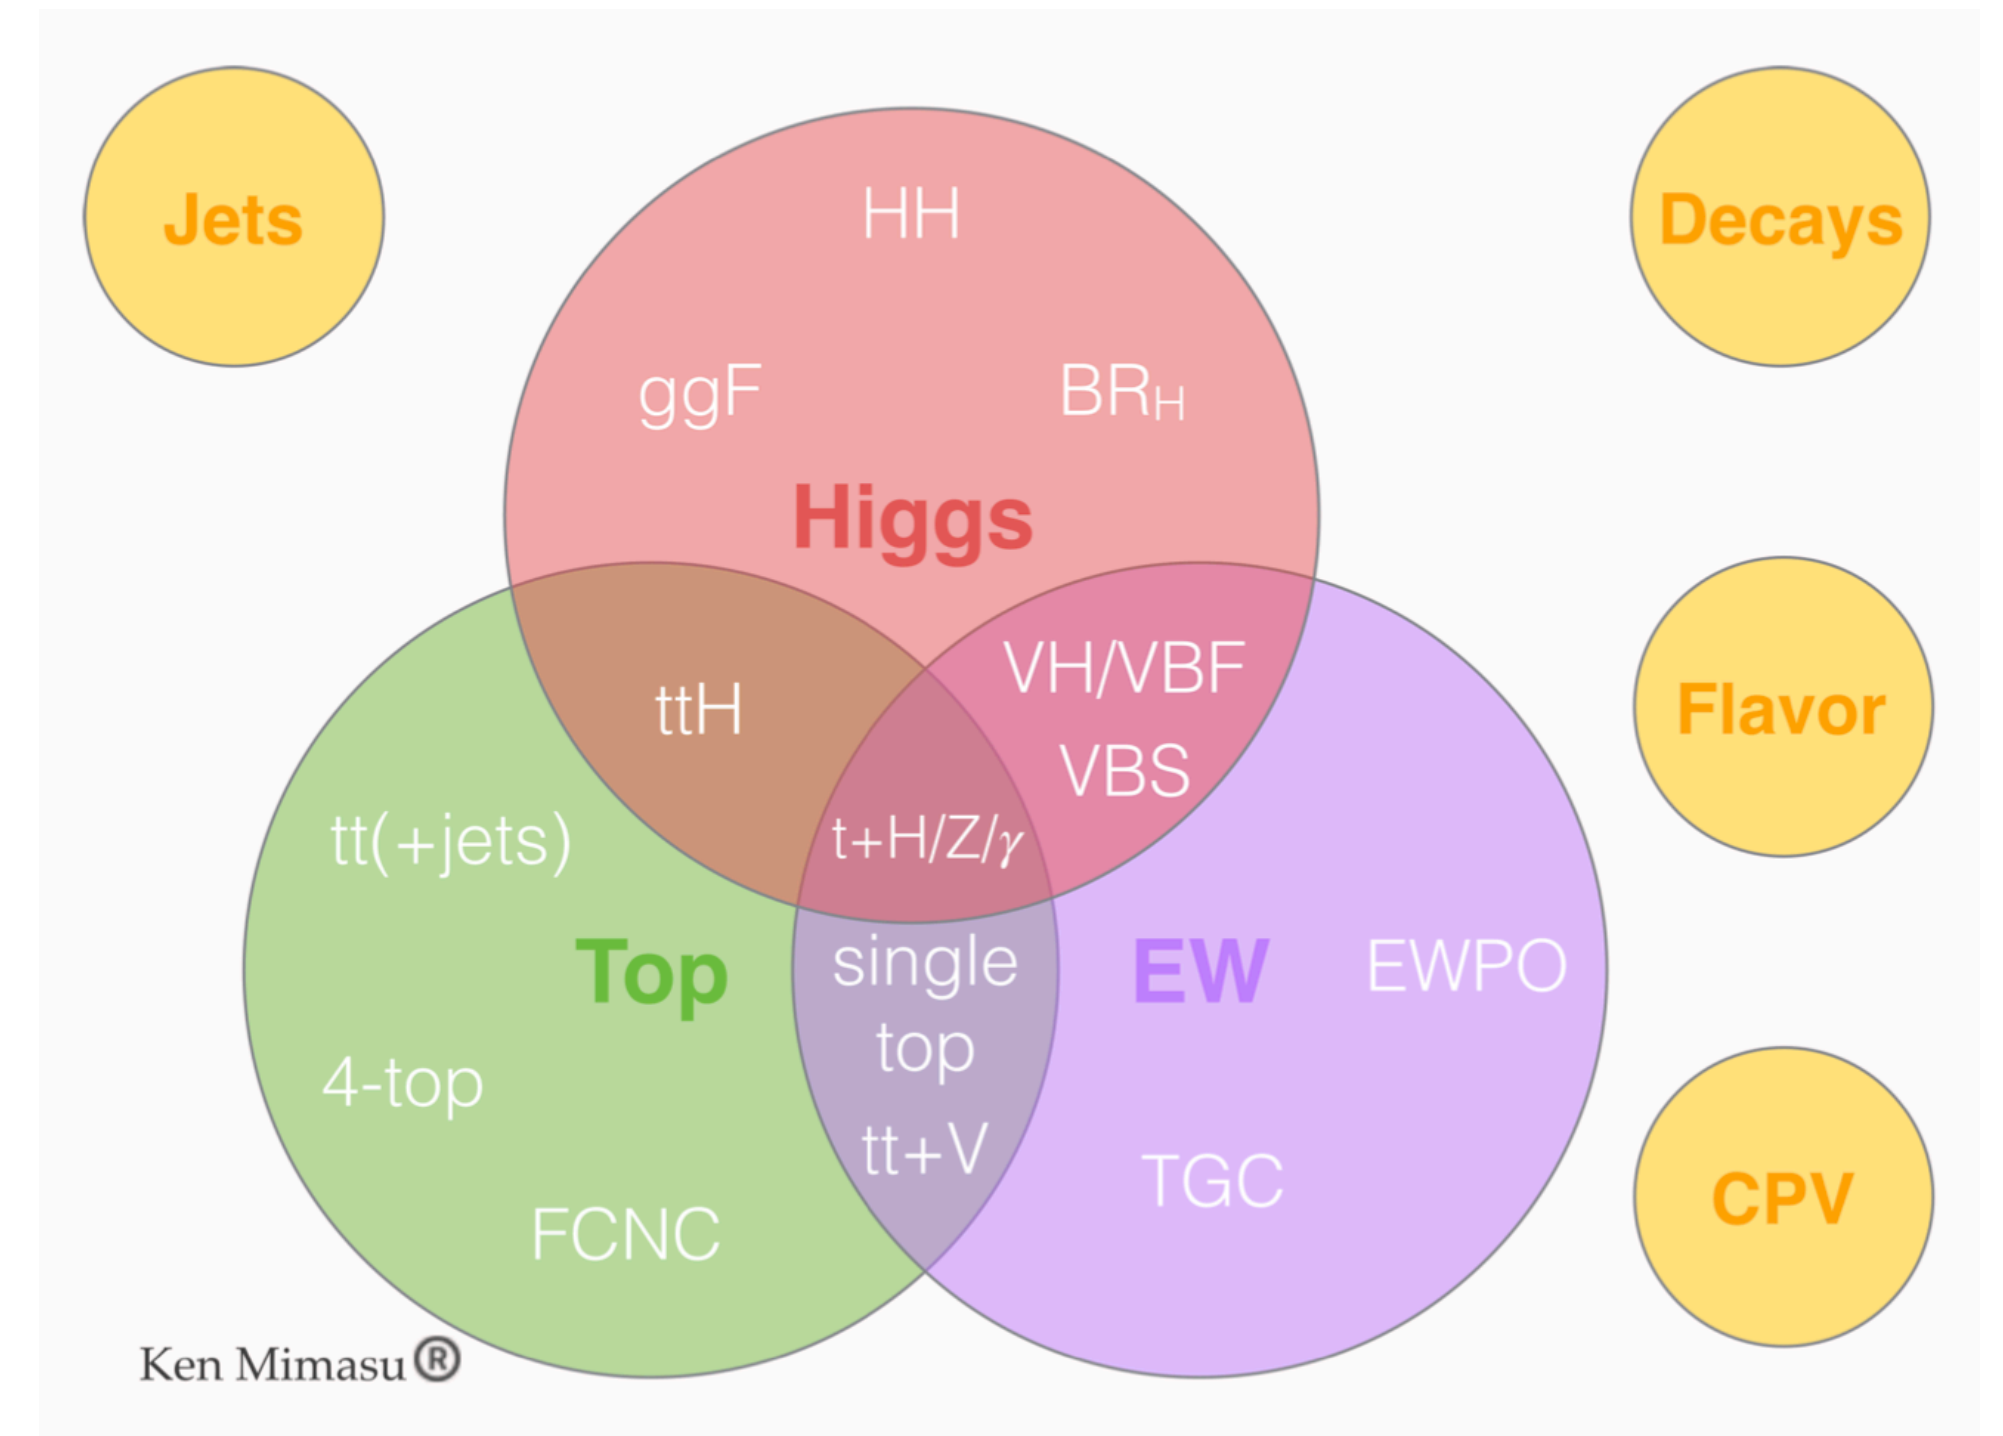 Jets
Decays
HH
ggF
BR_H
Higgs
Flavor
VH/VBF
ttH
VBS
tt(+jets)
t+H/Z/γ
Top
single
top
EW
EWPO
4-top
tt+V
TGC
CPV
FCNC
Ken Mimasu®